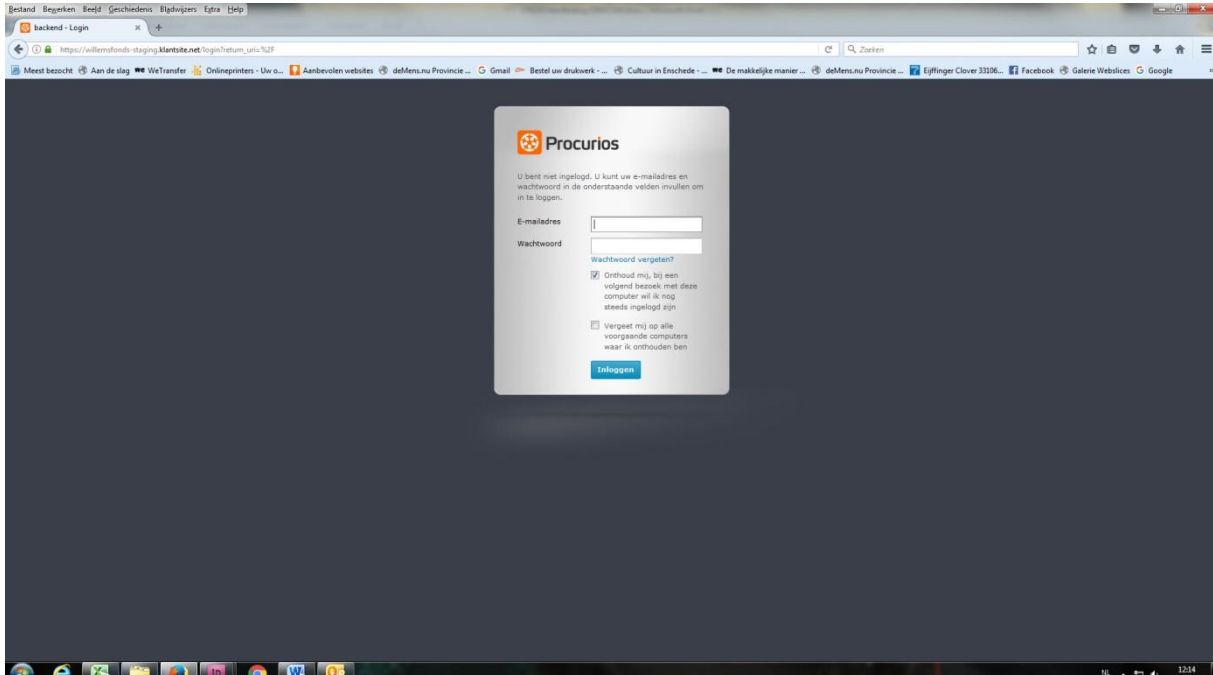 Bestand Bewerken Beeld Geschiedenis Bladwijzers Extra Help
backend - Login × +
https://willemsfonds-staging.klantsite.net/login?return_uri=%2F Zoeken
Meest bezocht Aan de slag WeTransfer Onlineprinters - Uw o... Aanbevolen websites deMens.nu Provincie ... Gmail Bestel uw drukwerk - ... Cultuur in Enschede - ... De makkelijke manier ... deMens.nu Provincie ... Eijffinger Clover 33106... Facebook Galerie Webslices Google
Procurios
U bent niet ingelogd. U kunt uw e-mailadres en
wachtwoord in de onderstaande velden invullen om
in te loggen.
E-mailadres
Wachtwoord
Wachtwoord vergeten?
Onthoud mij, bij een
volgend bezoek met deze
computer wil ik nog
steeds ingelogd zijn
Vergeet mij op alle
voorgaande computers
waar ik onthouden ben
Inloggen
NL 12:14